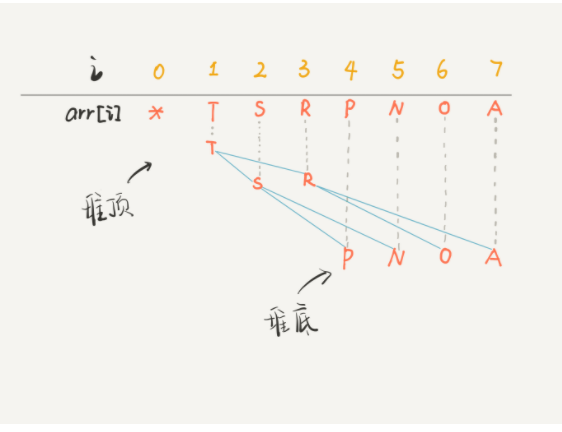 i 0 1 2 3 4 5 6 7
arr[i] * T S R P N O A
T
S R
堆顶
P N O A
堆底